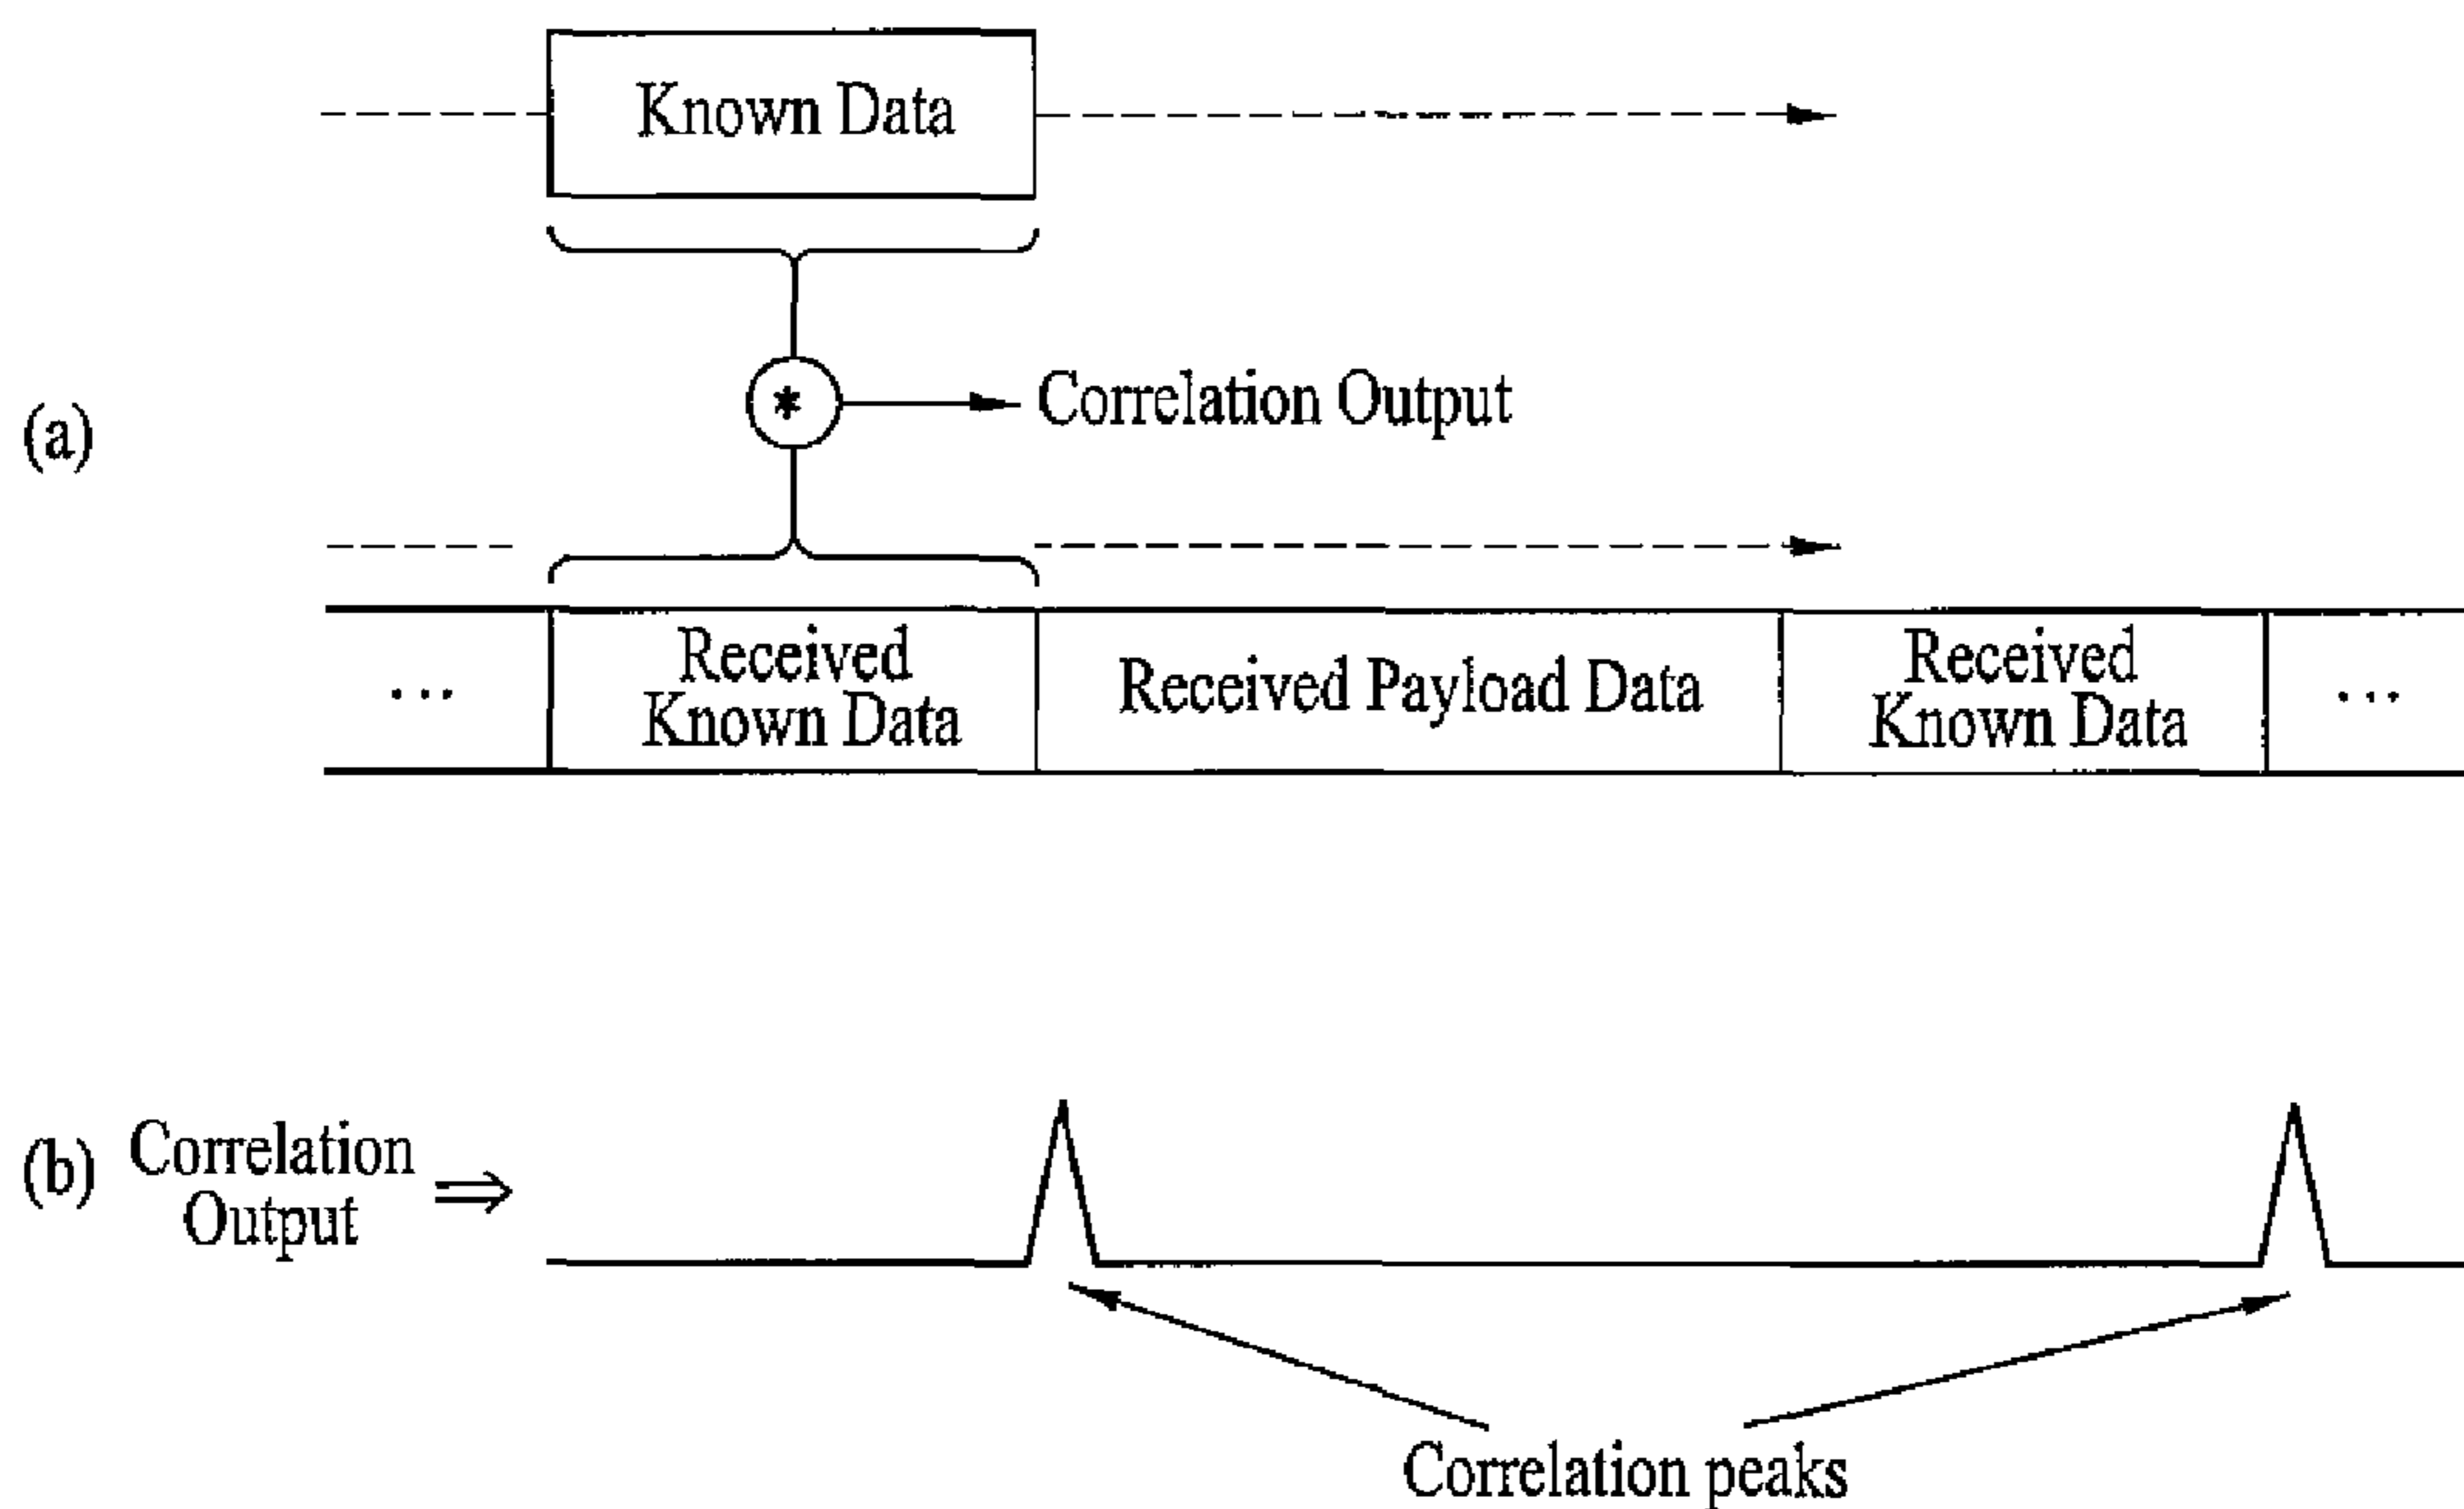 Known Data
*
Correlation Output
(a)
... Received Known Data Received Payload Data Received Known Data ...
(b) Correlation Output ⇒
Correlation peaks